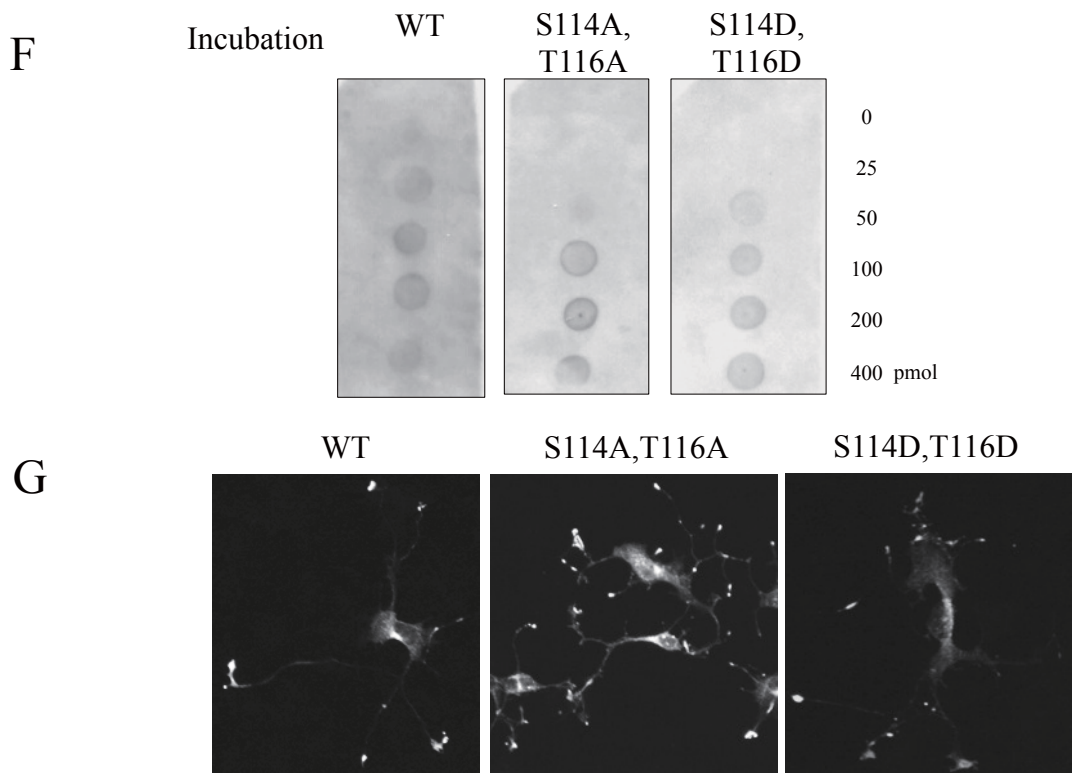 F
Incubation
WT
S114A,
T116A
S114D,
T116D
0
25
50
100
200
400 pmol
G
WT
S114A,T116A
S114D,T116D